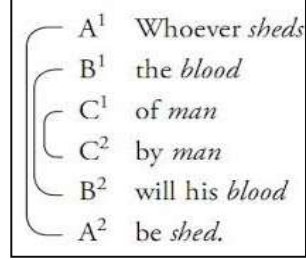 A¹ Whoever sheds
B¹ the blood
C¹ of man
C² by man
B² will his blood
A² be shed.